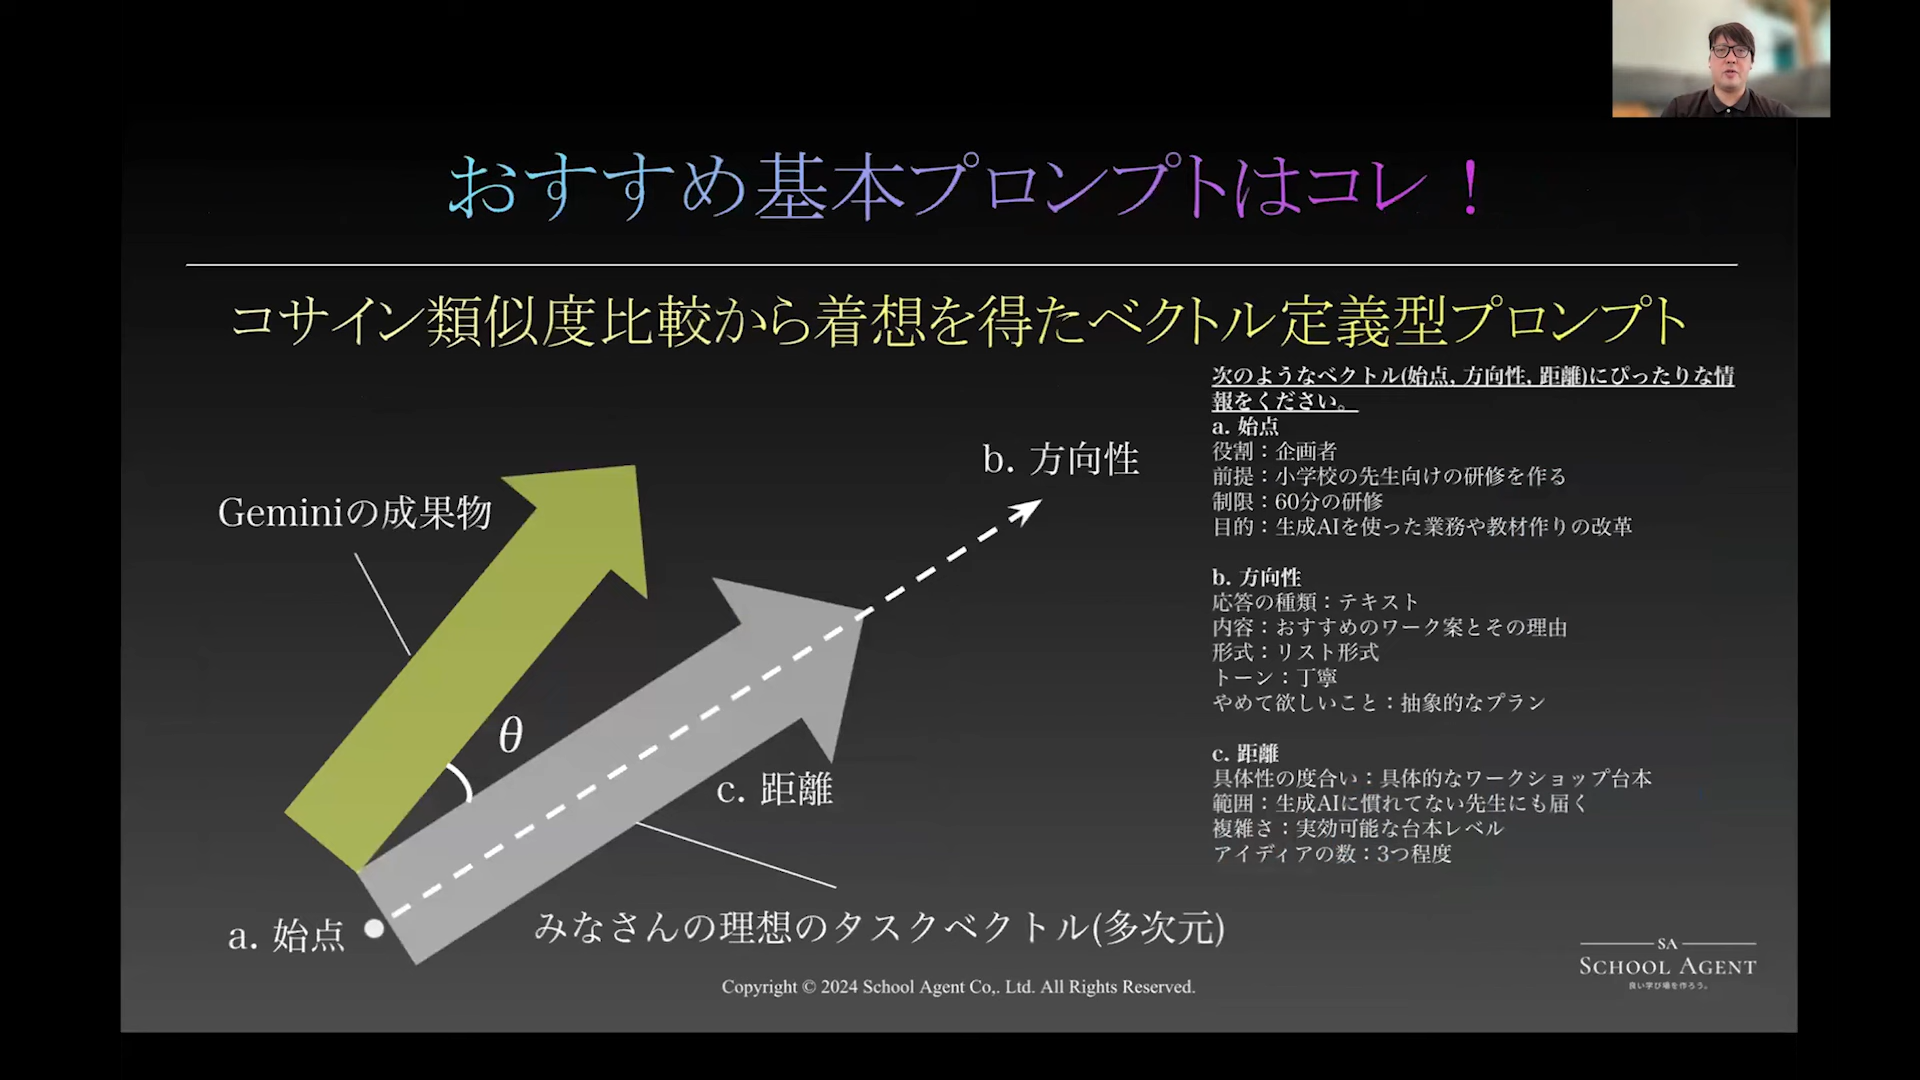 おすすめ基本プロンプトはコレ！
コサイン類似度比較から着想を得たベクトル定義型プロンプト
Geminiの成果物
b. 方向性
θ
c. 距離
a. 始点
みなさんの理想のタスクベクトル(多次元)
次のようなベクトル(始点, 方向性, 距離)にぴったりな情
報をください。
a. 始点
役割：企画者
前提：小学校の先生向けの研修を作る
制限：60分の研修
目的：生成AIを使った業務や教材作りの改革
b. 方向性
応答の種類：テキスト
内容：おすすめのワーク案とその理由
形式：リスト形式
トーン：丁寧
やめて欲しいこと：抽象的なプラン
c. 距離
具体性の度合い：具体的なワークショップ台本
範囲：生成AIに慣れてない先生にも届く
複雑さ：実効可能な台本レベル
アイディアの数：3つ程度
Copyright © 2024 School Agent Co,. Ltd. All Rights Reserved.
SA
SCHOOL AGENT
良い学び場を作ろう。